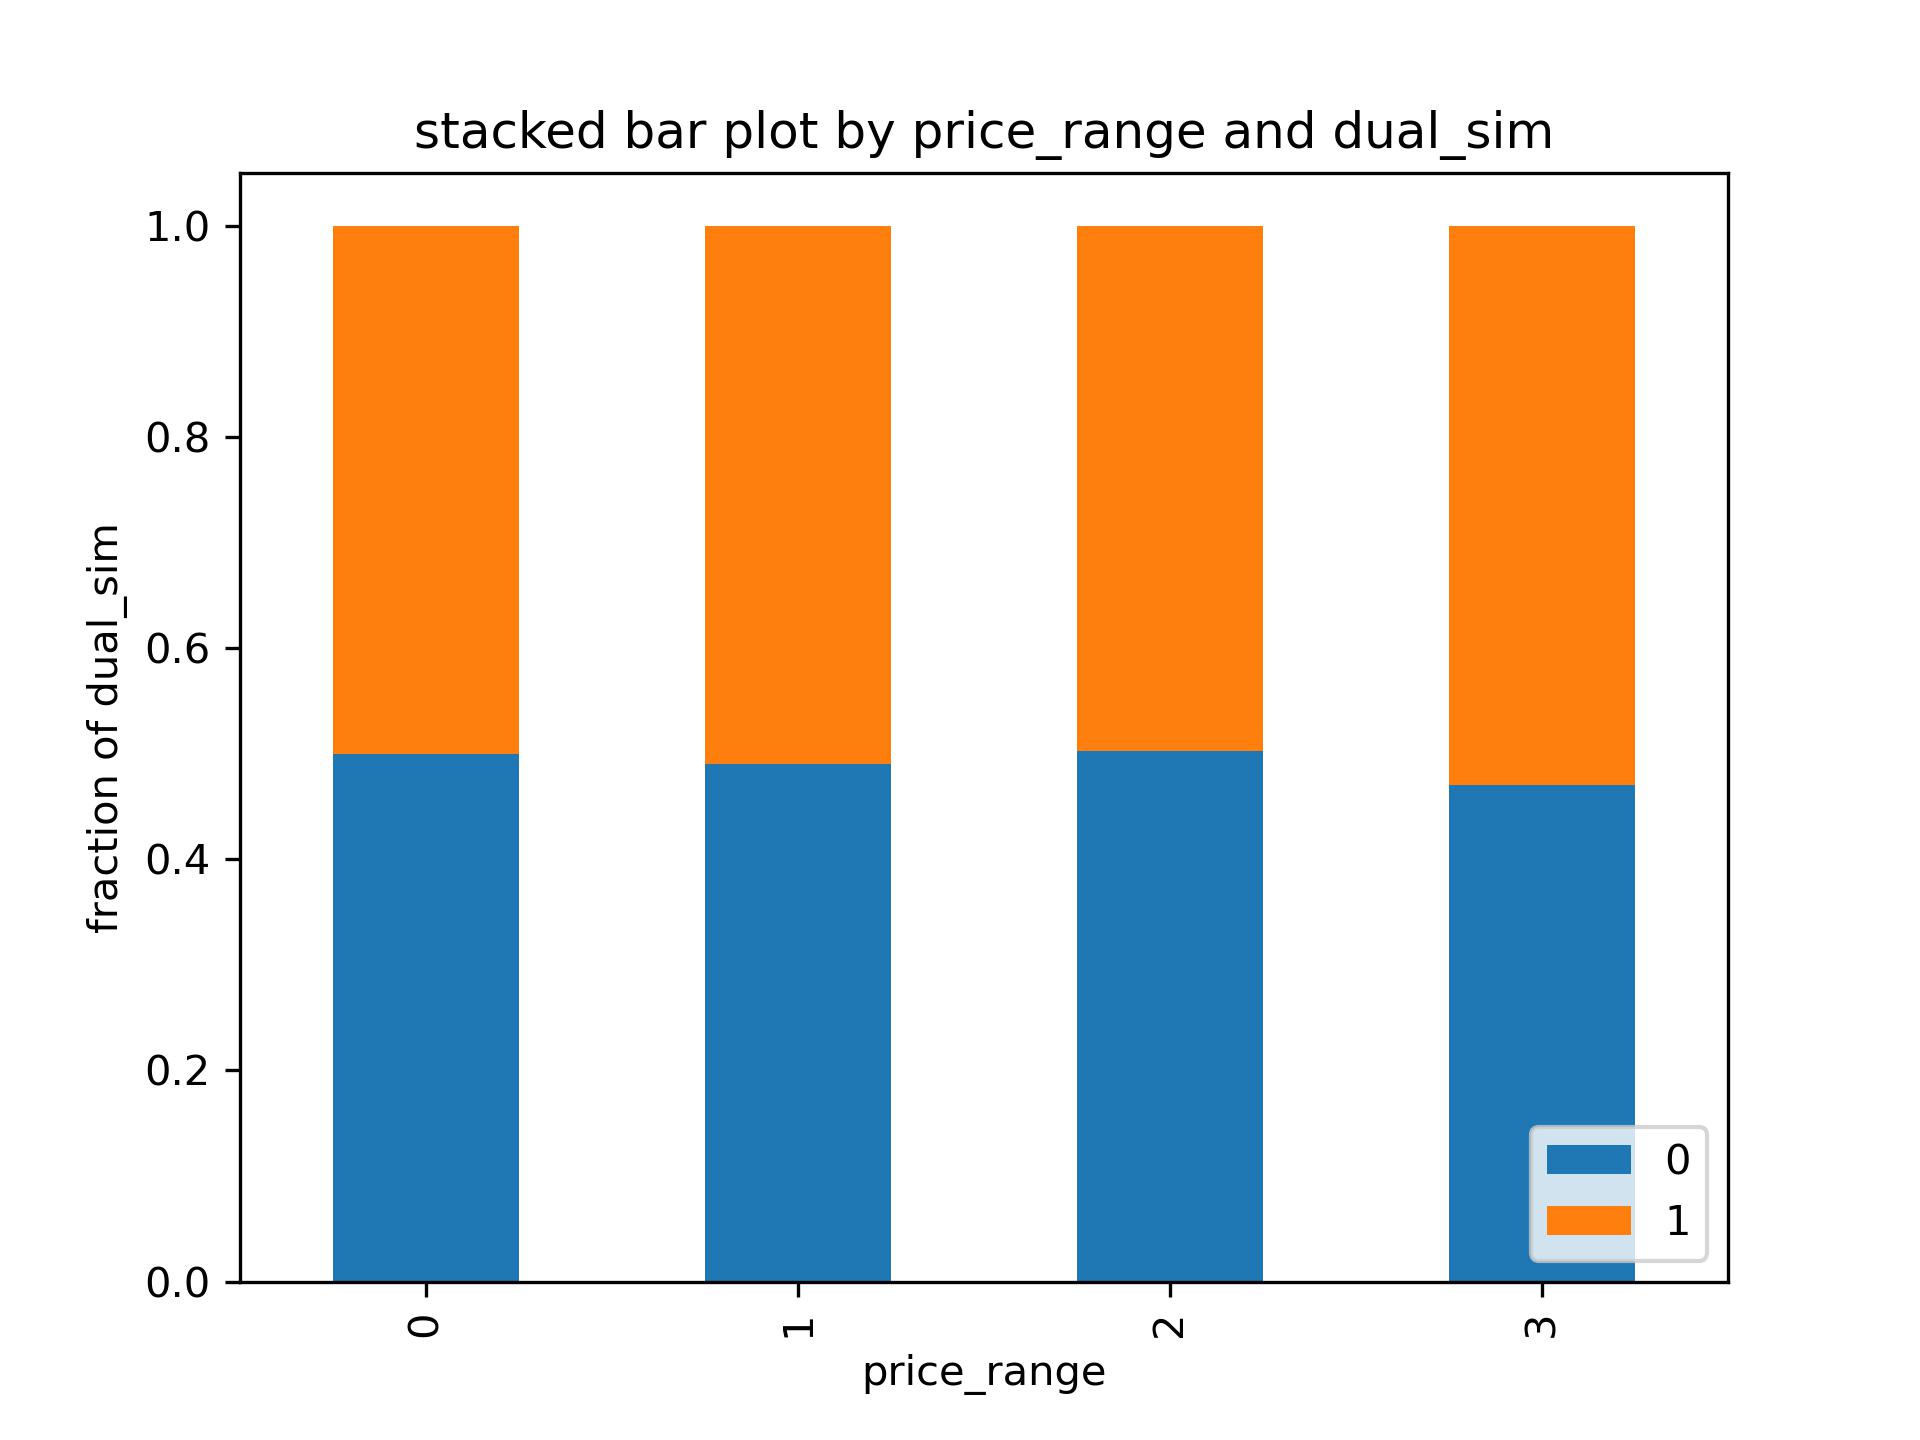 stacked bar plot by price_range and dual_sim
1.0
0.8
0.6
0.4
0.2
0.0
fraction of dual_sim
0
1
0 1 2 3
price_range